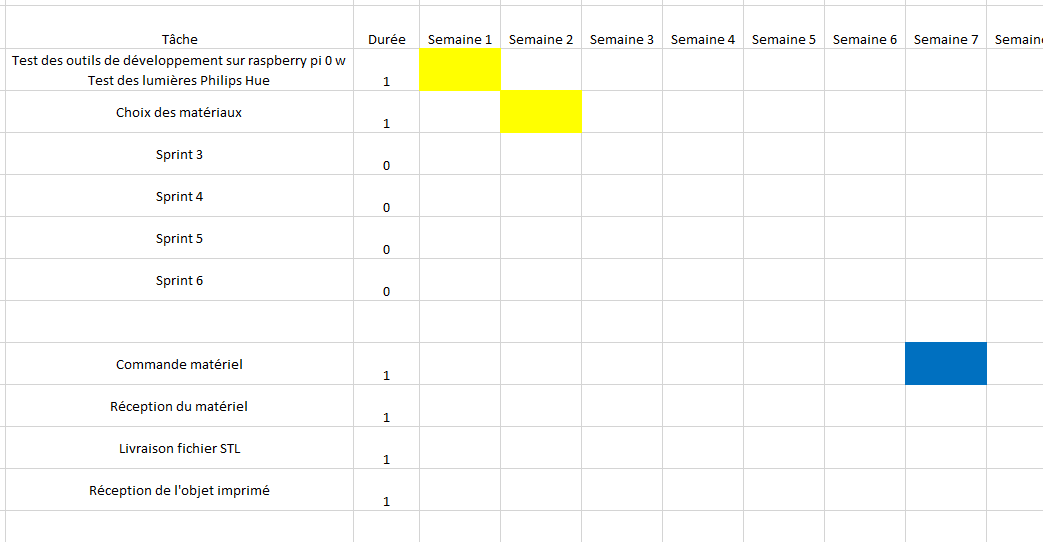 Tâche Durée Semaine 1 Semaine 2 Semaine 3 Semaine 4 Semaine 5 Semaine 6 Semaine 7
Test des outils de développement sur raspberry pi 0 w
Test des lumières Philips Hue 1
Choix des matériaux 1
Sprint 3 0
Sprint 4 0
Sprint 5 0
Sprint 6 0
Commande matériel 1
Réception du matériel 1
Livraison fichier STL 1
Réception de l'objet imprimé 1